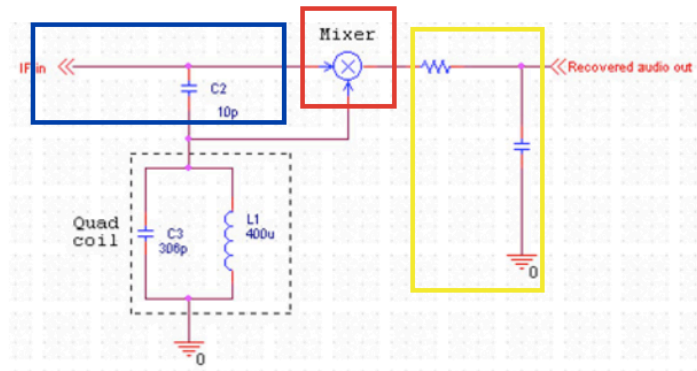 Mixer
IF in
C2
10p
Recovered audio out
Quad
coil
C3
306p
L1
400u
0
0